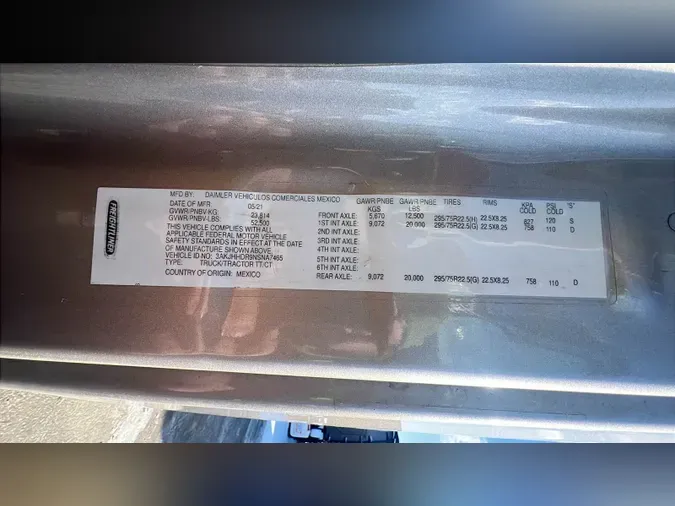 FREIGHTLINER
MFD BY: DAIMLER VEHICULOS COMERCIALES MEXICO GAWR/PNBE GAWR/PNBE TIRES RIMS KPA PSI "S"
DATE OF MFR: 05/21 KGS LBS COLD COLD
GVWR/PNBV-KG: 23,814 FRONT AXLE: 5,670 12,500 295/75R22.5(H) 22.5X8.25 827 120 S
GVWR/PNBV-LBS: 52,500 1ST INT AXLE: 9,072 20,000 295/75R22.5(G) 22.5X8.25 758 110 D
THIS VEHICLE COMPLIES WITH ALL 2ND INT AXLE:
APPLICABLE FEDERAL MOTOR VEHICLE 3RD INT AXLE:
SAFETY STANDARDS IN EFFECT AT THE DATE
OF MANUFACTURE SHOWN ABOVE. 4TH INT AXLE:
VEHICLE ID NO: 3AKJHHDR9NSNA7465 5TH INT AXLE:
TYPE: TRUCK/TRACTOR TT/CT 6TH INT AXLE:
COUNTRY OF ORIGIN: MEXICO REAR AXLE: 9,072 20,000 295/75R22.5(G) 22.5X8.25 758 110 D